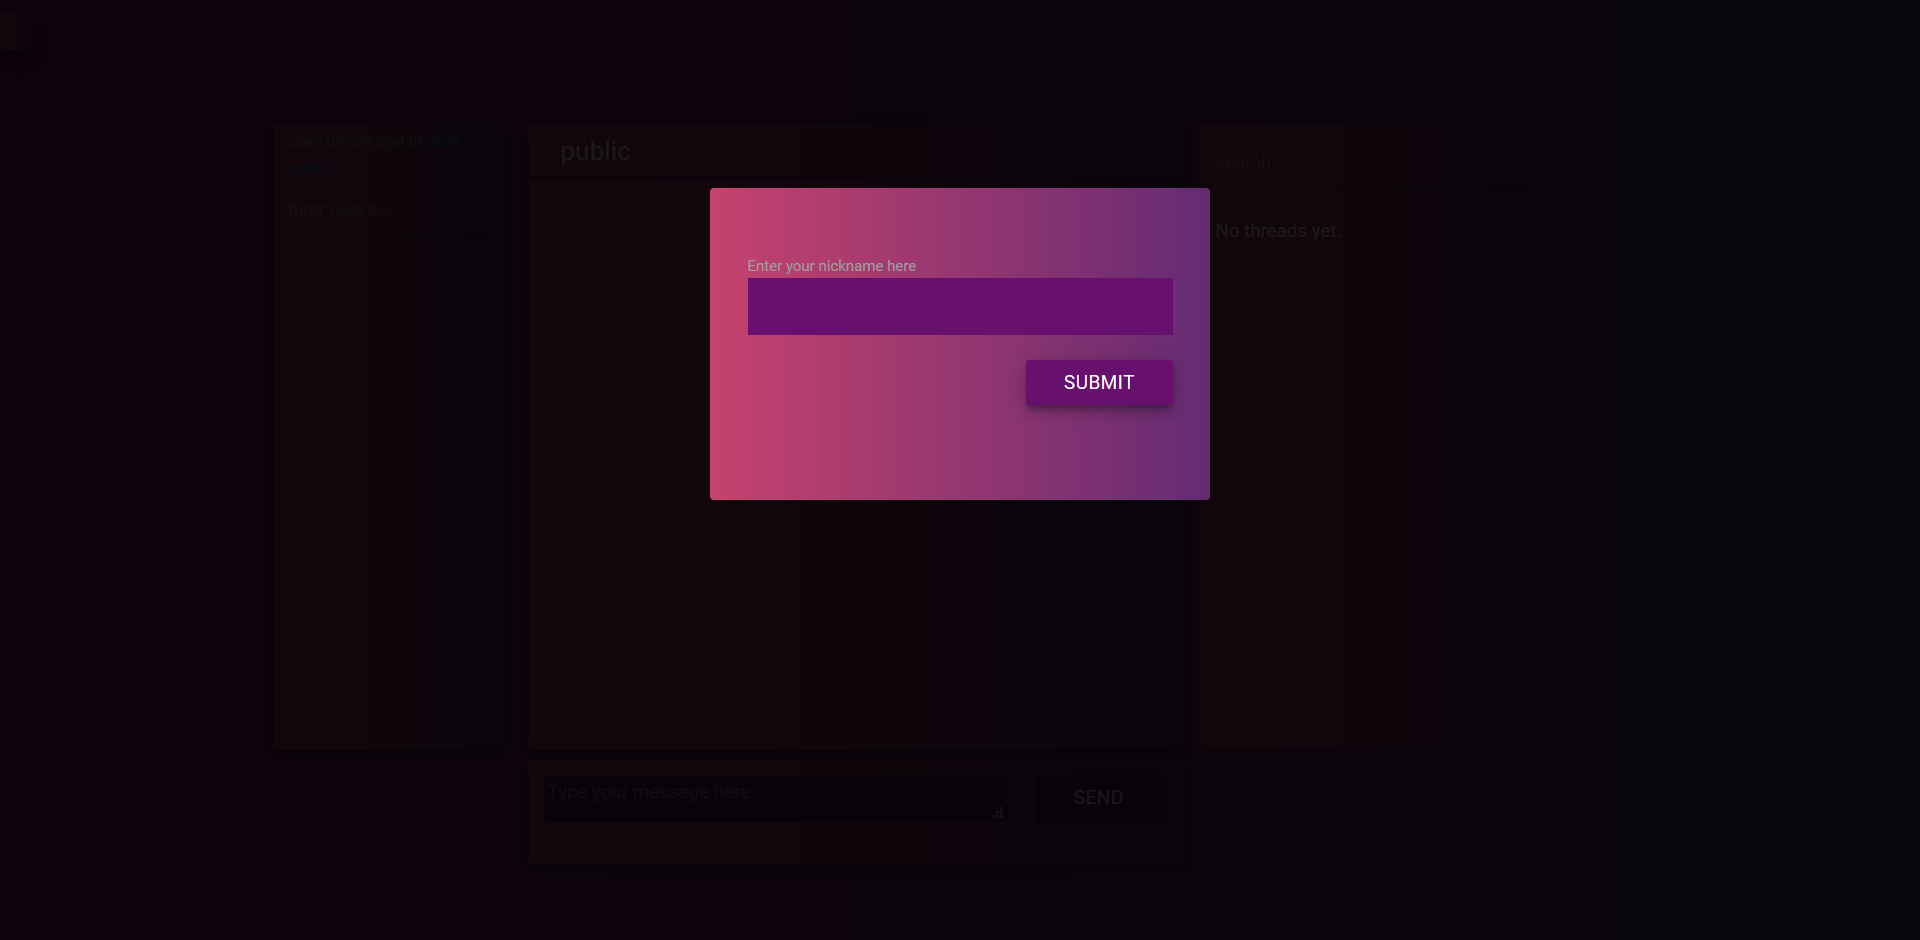 Open private chat or go to
public
filter users...
public
search
No threads yet.
Enter your nickname here
SUBMIT
Type your message here...
SEND